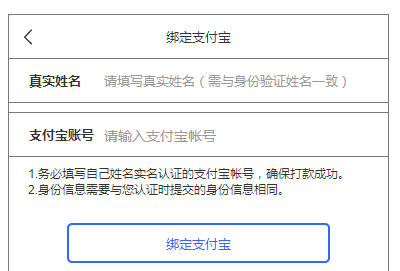 绑定支付宝
真实姓名 请填写真实姓名（需与身份验证姓名一致）
支付宝账号 请输入支付宝帐号
1.务必填写自己姓名实名认证的支付宝帐号，确保打款成功。
2.身份信息需要与您认证时提交的身份信息相同。
绑定支付宝